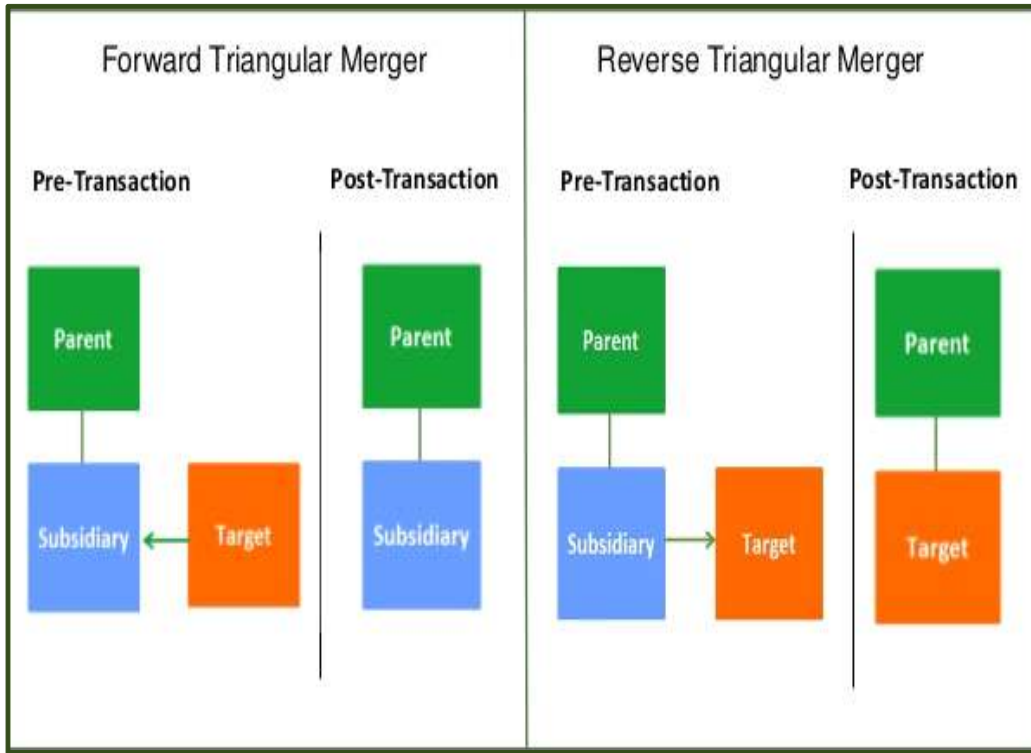 Forward Triangular Merger
Pre-Transaction
Post-Transaction
Parent
Parent
Subsidiary
Target
Subsidiary
Reverse Triangular Merger
Pre-Transaction
Post-Transaction
Parent
Parent
Subsidiary
Target
Target